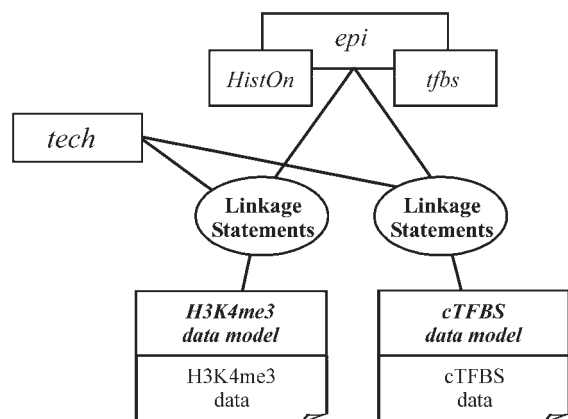 epi
HistOn
tfbs
tech
Linkage
Statements
Linkage
Statements
H3K4me3
data model
cTFBS
data model
H3K4me3
data
cTFBS
data